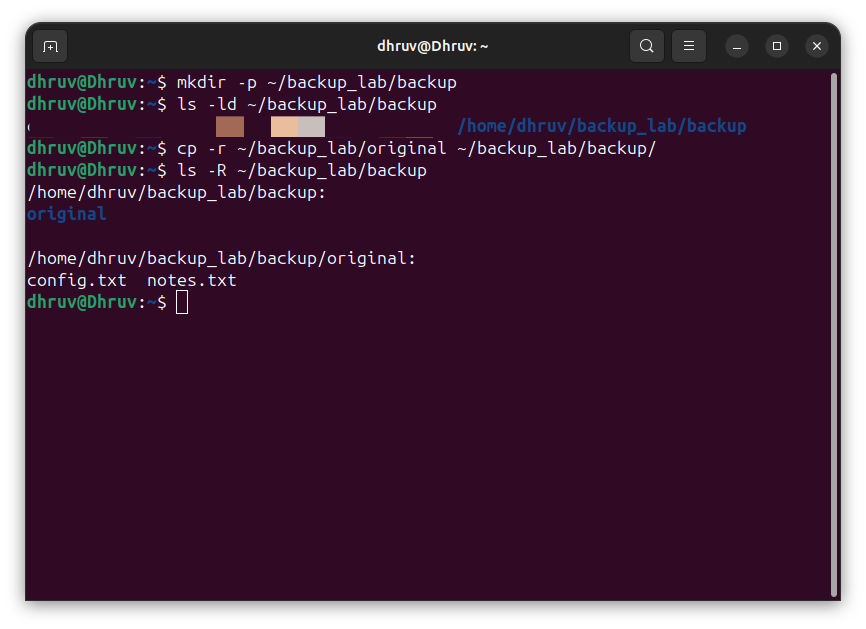 dhruv@Dhruv: ~
dhruv@Dhruv:~$ mkdir -p ~/backup_lab/backup
dhruv@Dhruv:~$ ls -ld ~/backup_lab/backup
/home/dhruv/backup_lab/backup
dhruv@Dhruv:~$ cp -r ~/backup_lab/original ~/backup_lab/backup/
dhruv@Dhruv:~$ ls -R ~/backup_lab/backup
/home/dhruv/backup_lab/backup:
original
/home/dhruv/backup_lab/backup/original:
config.txt  notes.txt
dhruv@Dhruv:~$